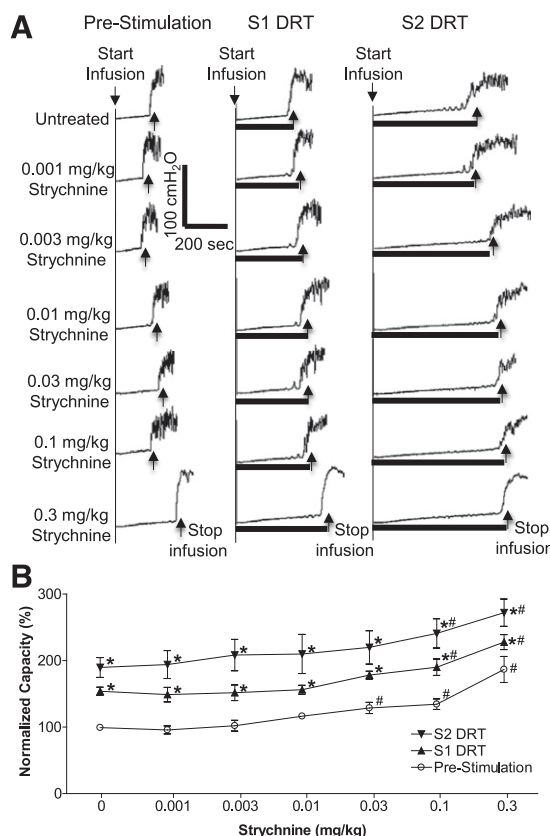 A
Pre-Stimulation S1 DRT S2 DRT
Start Infusion Start Infusion Start Infusion
Untreated
0.001 mg/kg Strychnine
100 cmH₂O
200 sec
0.003 mg/kg Strychnine
0.01 mg/kg Strychnine
0.03 mg/kg Strychnine
0.1 mg/kg Strychnine
0.3 mg/kg Strychnine
Stop infusion Stop infusion Stop infusion
B
Normalized Capacity (%)
300
200
100
0
* * * * * *# *#
* * * * * *# *#
# # #
S2 DRT
S1 DRT
Pre-Stimulation
0 0.001 0.003 0.01 0.03 0.1 0.3
Strychnine (mg/kg)